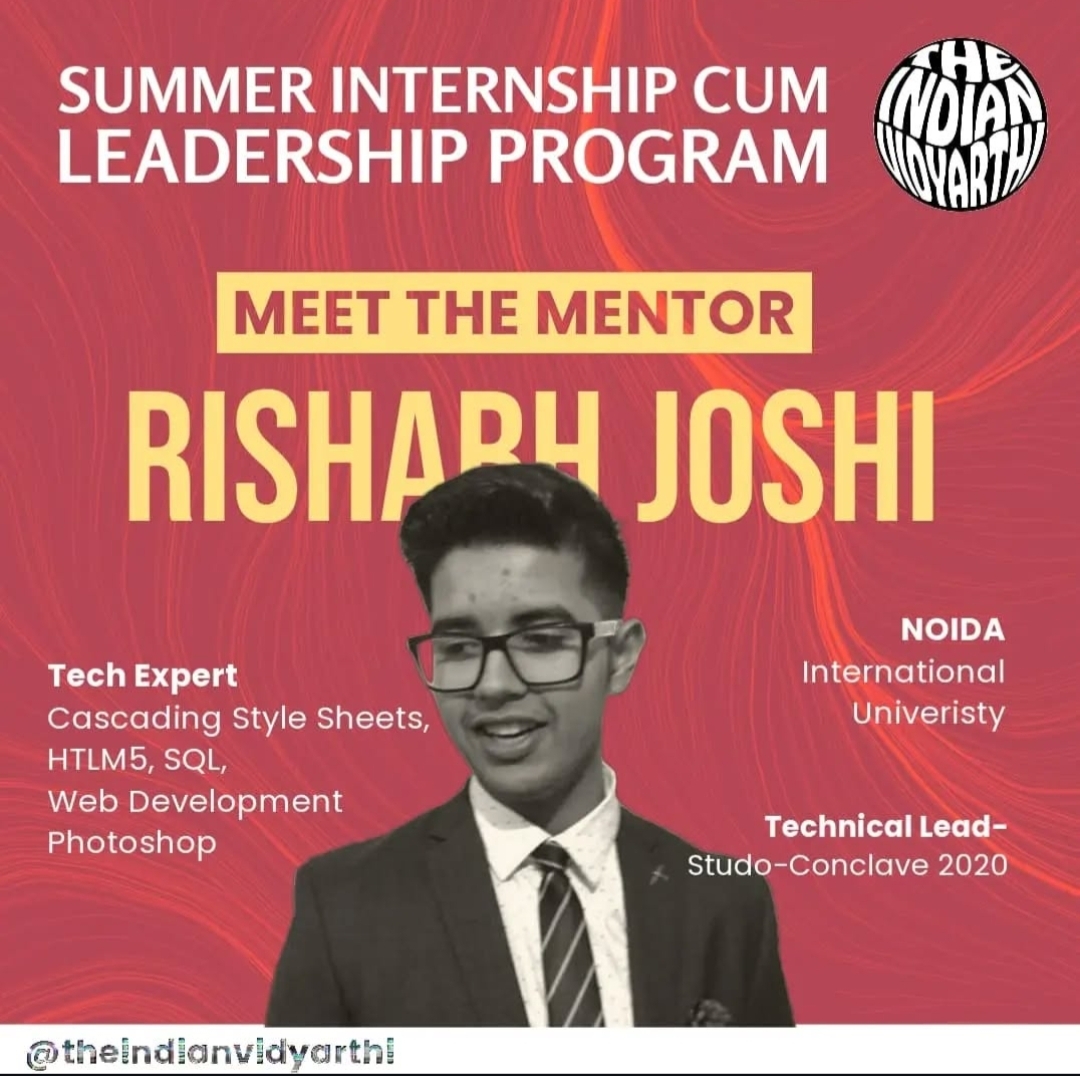 SUMMER INTERNSHIP CUM
LEADERSHIP PROGRAM
THE
INDIAN
VIDYARTHI
MEET THE MENTOR
RISHABH JOSHI
Tech Expert
Cascading Style Sheets,
HTLM5, SQL,
Web Development
Photoshop
NOIDA
International
Univeristy
Technical Lead-
Studo-Conclave 2020
@theindianvidyarthi